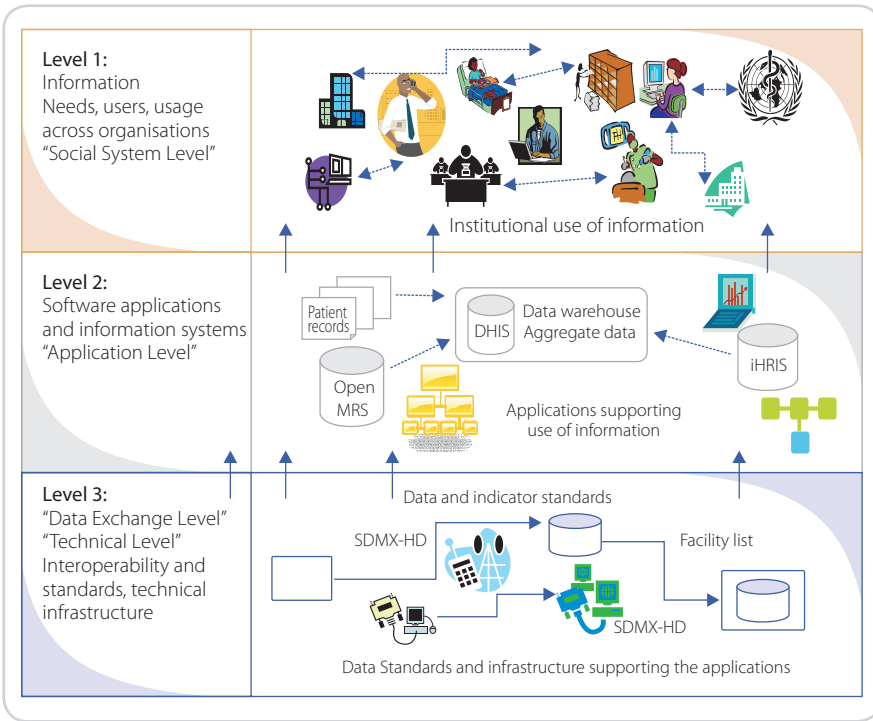 Level 1:
Information
Needs, users, usage
across organisations
“Social System Level”
Institutional use of information
Level 2:
Software applications
and information systems
“Application Level”
Patient
records
Open
MRS
DHIS
Data warehouse
Aggregate data
iHRIS
Applications supporting
use of information
Level 3:
“Data Exchange Level”
“Technical Level”
Interoperability and
standards, technical
infrastructure
Data and indicator standards
SDMX-HD
Facility list
SDMX-HD
Data Standards and infrastructure supporting the applications